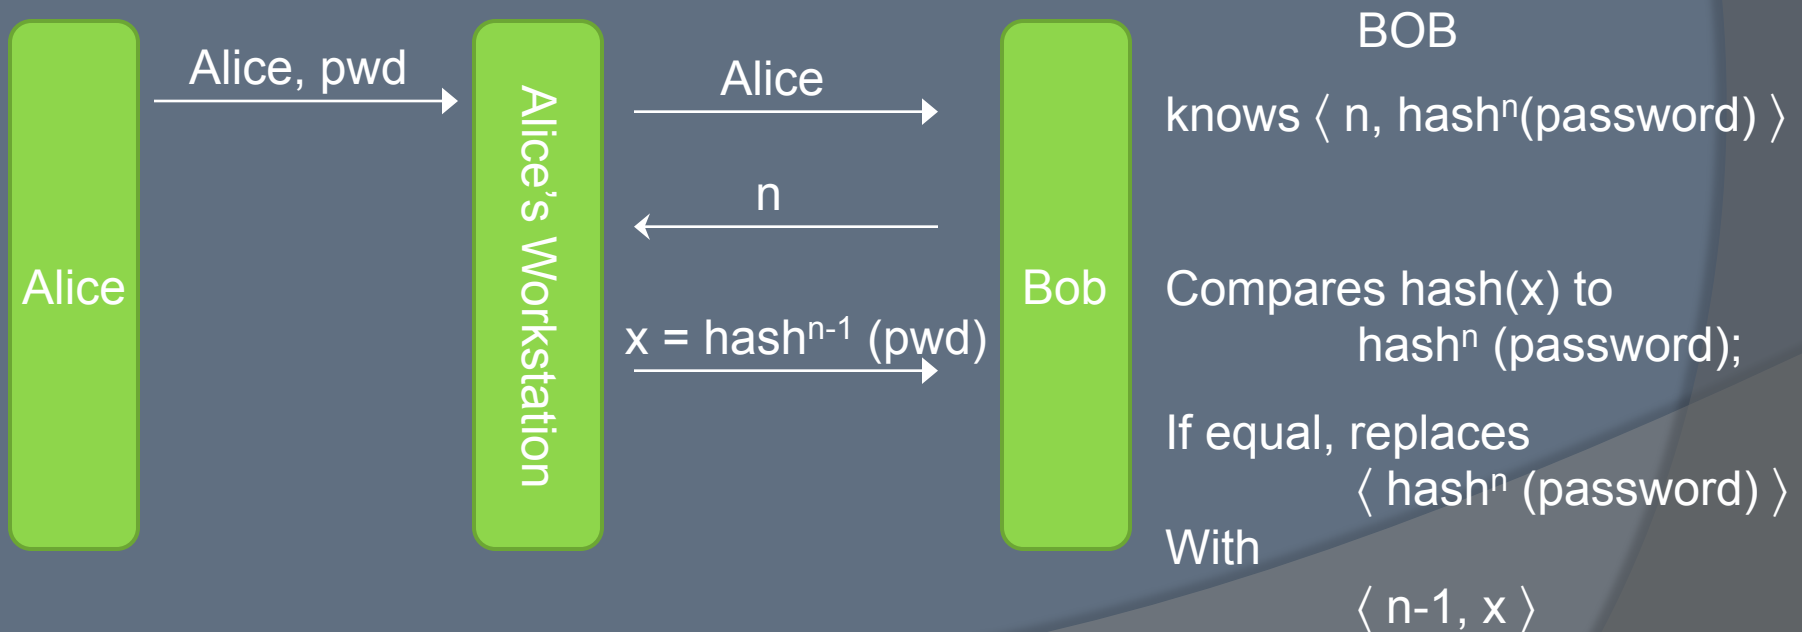 Alice
Alice, pwd
Alice's Workstation
Alice
n
x = hashⁿ⁻¹ (pwd)
Bob
BOB
knows ⟨ n, hashⁿ(password) ⟩
Compares hash(x) to
hashⁿ (password);
If equal, replaces
⟨ hashⁿ (password) ⟩
With
⟨ n-1, x ⟩